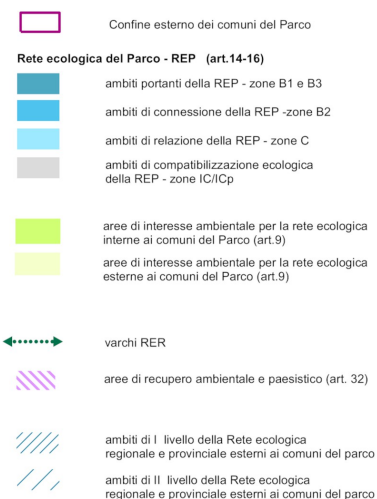 Confine esterno dei comuni del Parco
Rete ecologica del Parco - REP (art.14-16)
ambiti portanti della REP - zone B1 e B3
ambiti di connessione della REP -zone B2
ambiti di relazione della REP - zone C
ambiti di compatibilizzazione ecologica
della REP - zone IC/ICp
aree di interesse ambientale per la rete ecologica
interne ai comuni del Parco (art.9)
aree di interesse ambientale per la rete ecologica
esterne ai comuni del Parco (art.9)
varchi RER
aree di recupero ambientale e paesistico (art. 32)
ambiti di I livello della Rete ecologica
regionale e provinciale esterni ai comuni del parco
ambiti di II livello della Rete ecologica
regionale e provinciale esterni ai comuni del parco